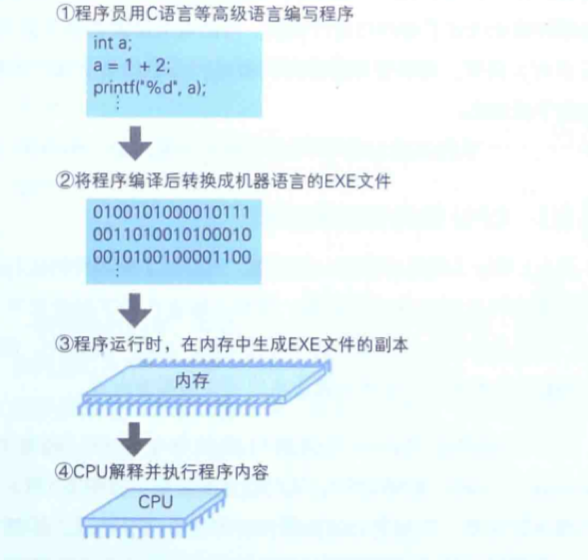 ①程序员用C语言等高级语言编写程序
int a;
a = 1 + 2;
printf("%d", a);
⋮
②将程序编译后转换成机器语言的EXE文件
0100101000010111
0011010010100010
0010100100001100
⋮
③程序运行时，在内存中生成EXE文件的副本
内存
④CPU解释并执行程序内容
CPU